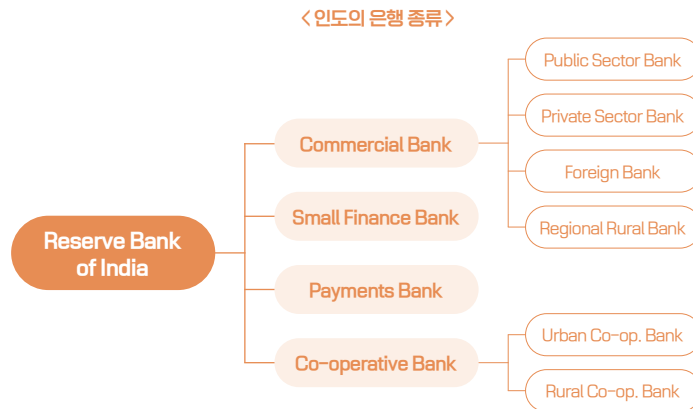 <인도의 은행 종류>
Public Sector Bank
Private Sector Bank
Commercial Bank
Foreign Bank
Small Finance Bank
Regional Rural Bank
Reserve Bank
of India
Payments Bank
Urban Co-op. Bank
Co-operative Bank
Rural Co-op. Bank